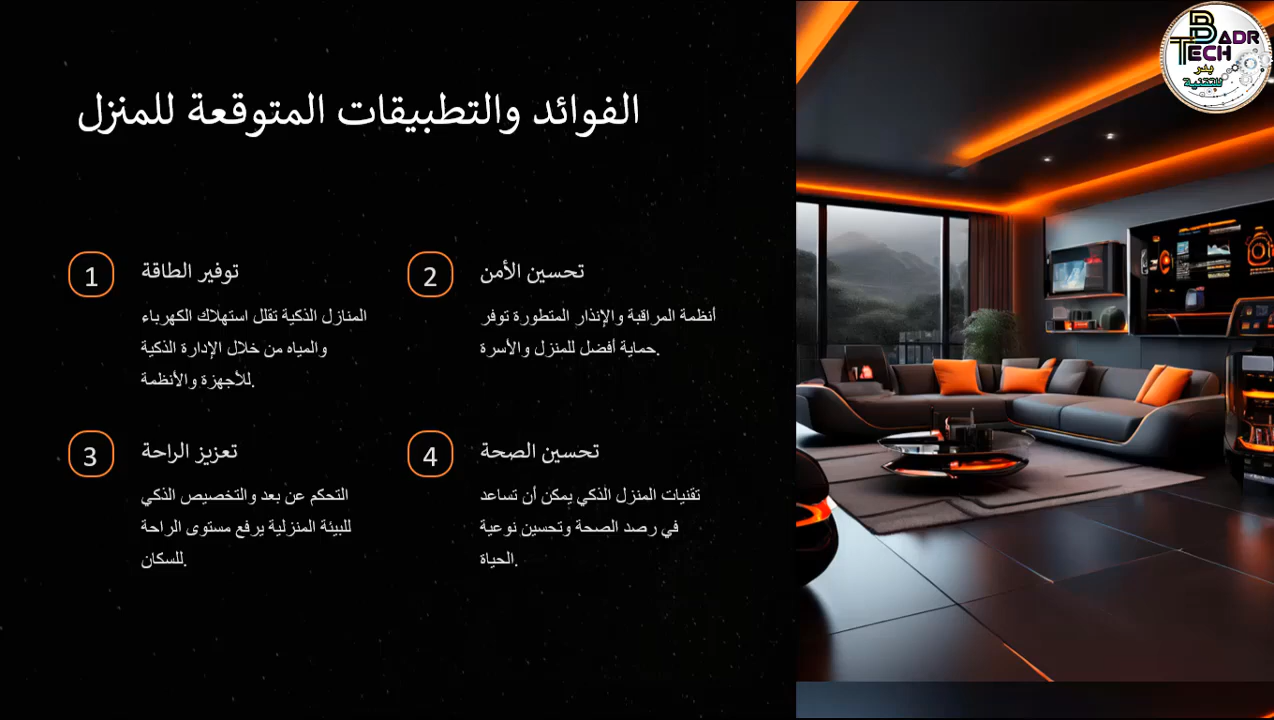 الفوائد والتطبيقات المتوقعة للمنزل
1
توفير الطاقة
المنازل الذكية تقلل استهلاك الكهرباء
والمياه من خلال الإدارة الذكية
للأجهزة والأنظمة.
2
تحسين الأمن
أنظمة المراقبة والإنذار المتطورة توفر
حماية أفضل للمنزل والأسرة.
3
تعزيز الراحة
التحكم عن بعد والتخصيص الذكي
للبيئة المنزلية يرفع مستوى الراحة
للسكان.
4
تحسين الصحة
تقنيات المنزل الذكي يمكن أن تساعد
في رصد الصحة وتحسين نوعية
الحياة.
BADR
TECH
بدر
للتقنية